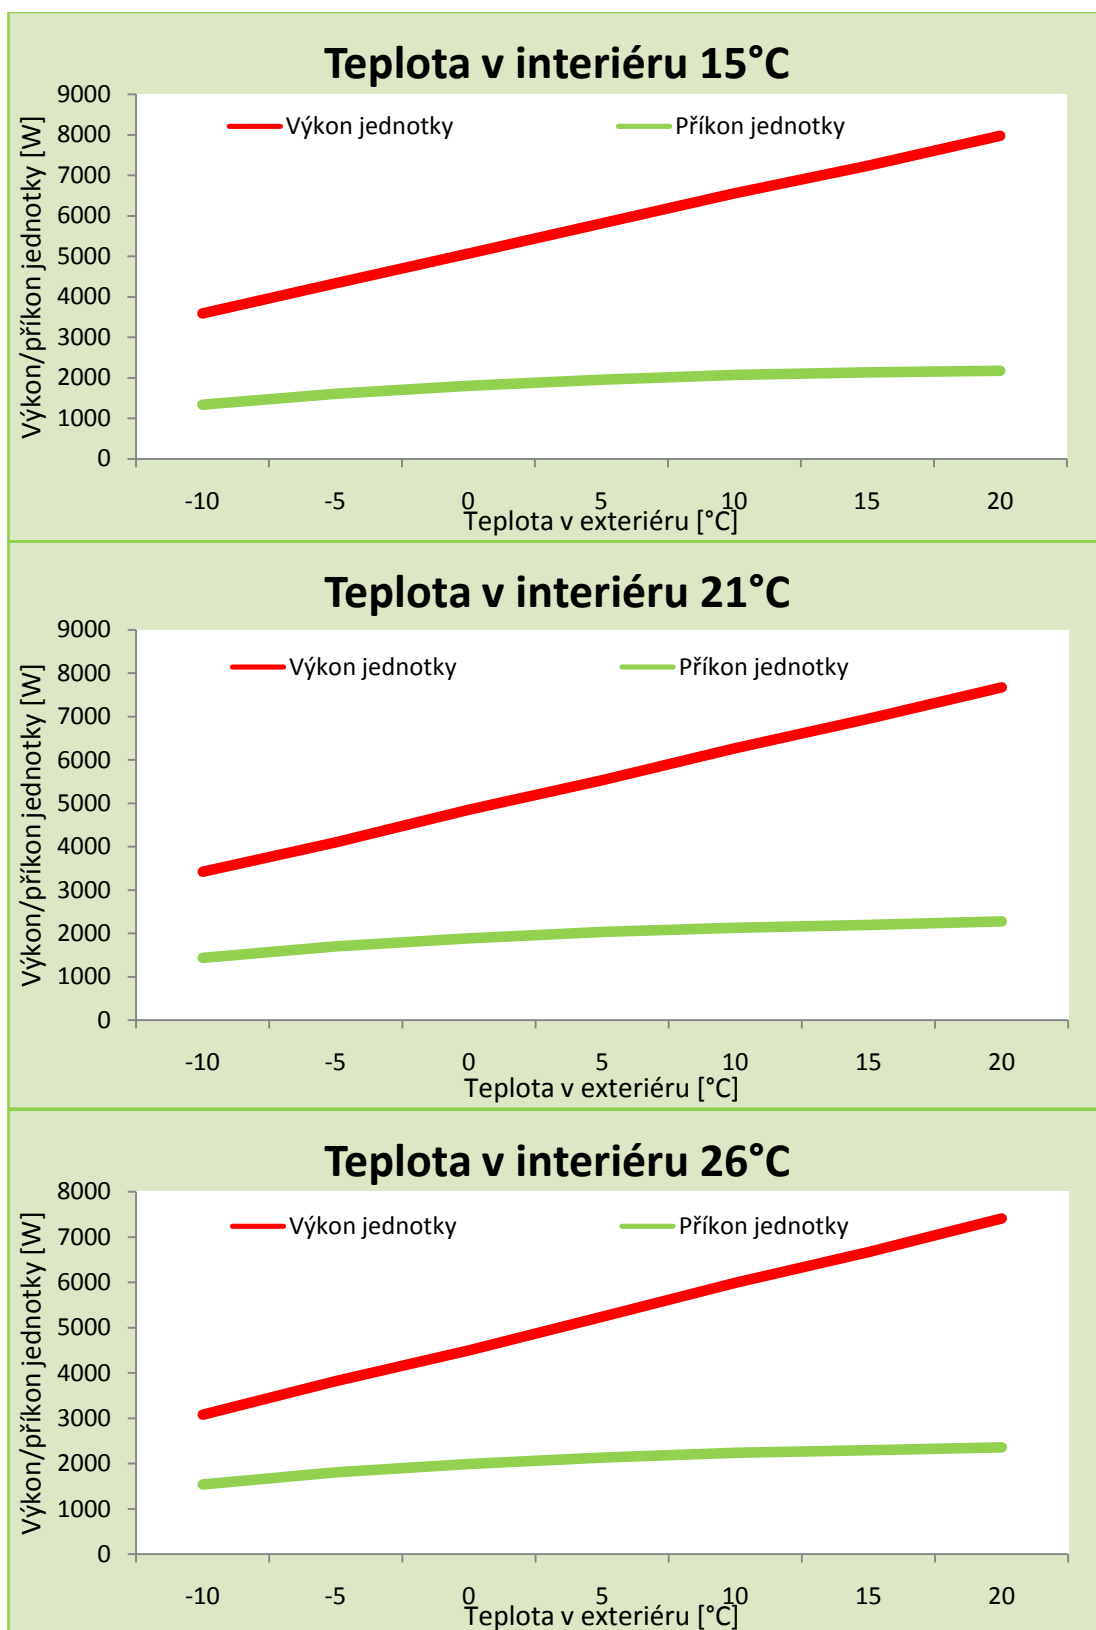 Teplota v interiéru 15°C
Výkon/příkon jednotky [W]
9000
8000
7000
6000
5000
4000
3000
2000
1000
0
Výkon jednotky Příkon jednotky
-10 -5 0 5 10 15 20
Teplota v exteriéru [°C]
Teplota v interiéru 21°C
Výkon/příkon jednotky [W]
9000
8000
7000
6000
5000
4000
3000
2000
1000
0
Výkon jednotky Příkon jednotky
-10 -5 0 5 10 15 20
Teplota v exteriéru [°C]
Teplota v interiéru 26°C
Výkon/příkon jednotky [W]
8000
7000
6000
5000
4000
3000
2000
1000
0
Výkon jednotky Příkon jednotky
-10 -5 0 5 10 15 20
Teplota v exteriéru [°C]